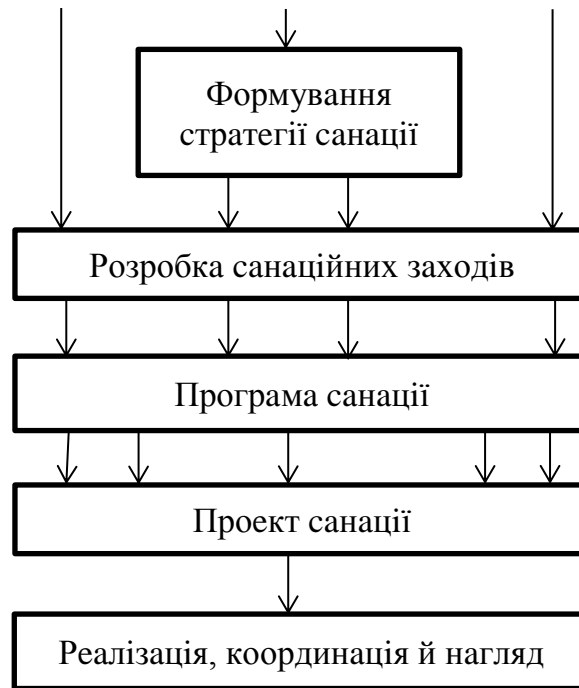 Формування
стратегії санації
Розробка санаційних заходів
Програма санації
Проект санації
Реалізація, координація й нагляд